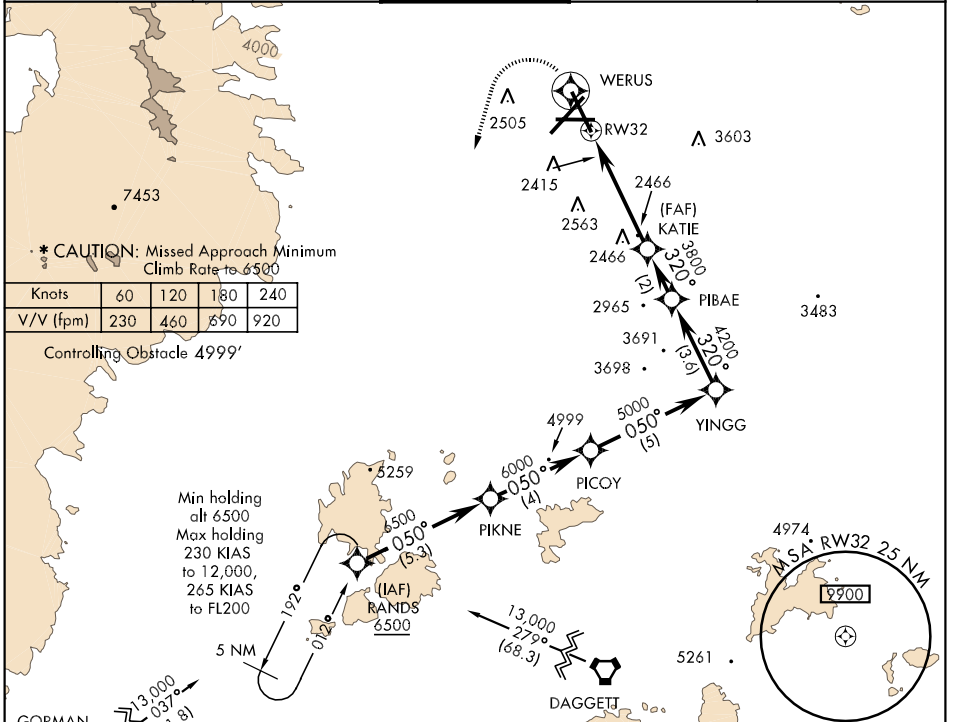 4000
WERUS
2505
RW32
3603
2415
2466
7453
(FAF)
KATIE
2563
* CAUTION: Missed Approach Minimum
Climb Rate to 6500
2466
3800
320°
(2)
Knots 60 120 180 240
V/V (fpm) 230 460 690 920
PIBAE
2965
3483
Controlling Obstacle 4999'
3691
3698
4200
320°
(3.6)
YINGG
5000
050°
(5)
4999
PICOY
6000
050°
(4)
5259
PIKNE
6500
050°
(5.3)
Min holding
alt 6500
Max holding
230 KIAS
to 12,000,
265 KIAS
to FL200
(IAF)
RANDS
6500
192°
012°
5 NM
4974
MSA RW32 25 NM
9900
13,000
279°
(68.3)
DAGGETT
5261
13,000
037°
1.8)
GORMAN